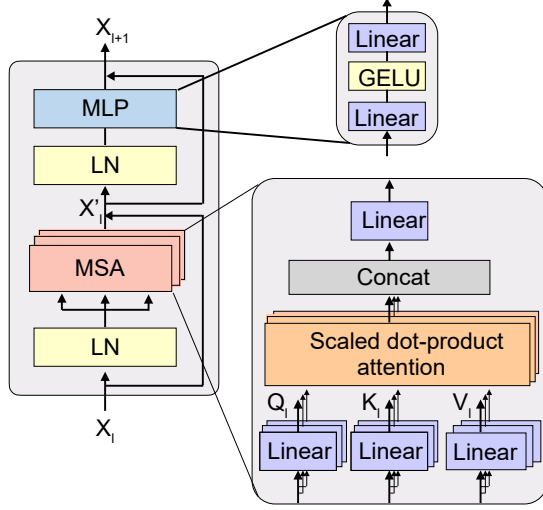 X_{l+1}
MLP
LN
X'_l
MSA
LN
X_l
Linear
GELU
Linear
Linear
Concat
Scaled dot-product
attention
Q_l K_l V_l
Linear Linear Linear